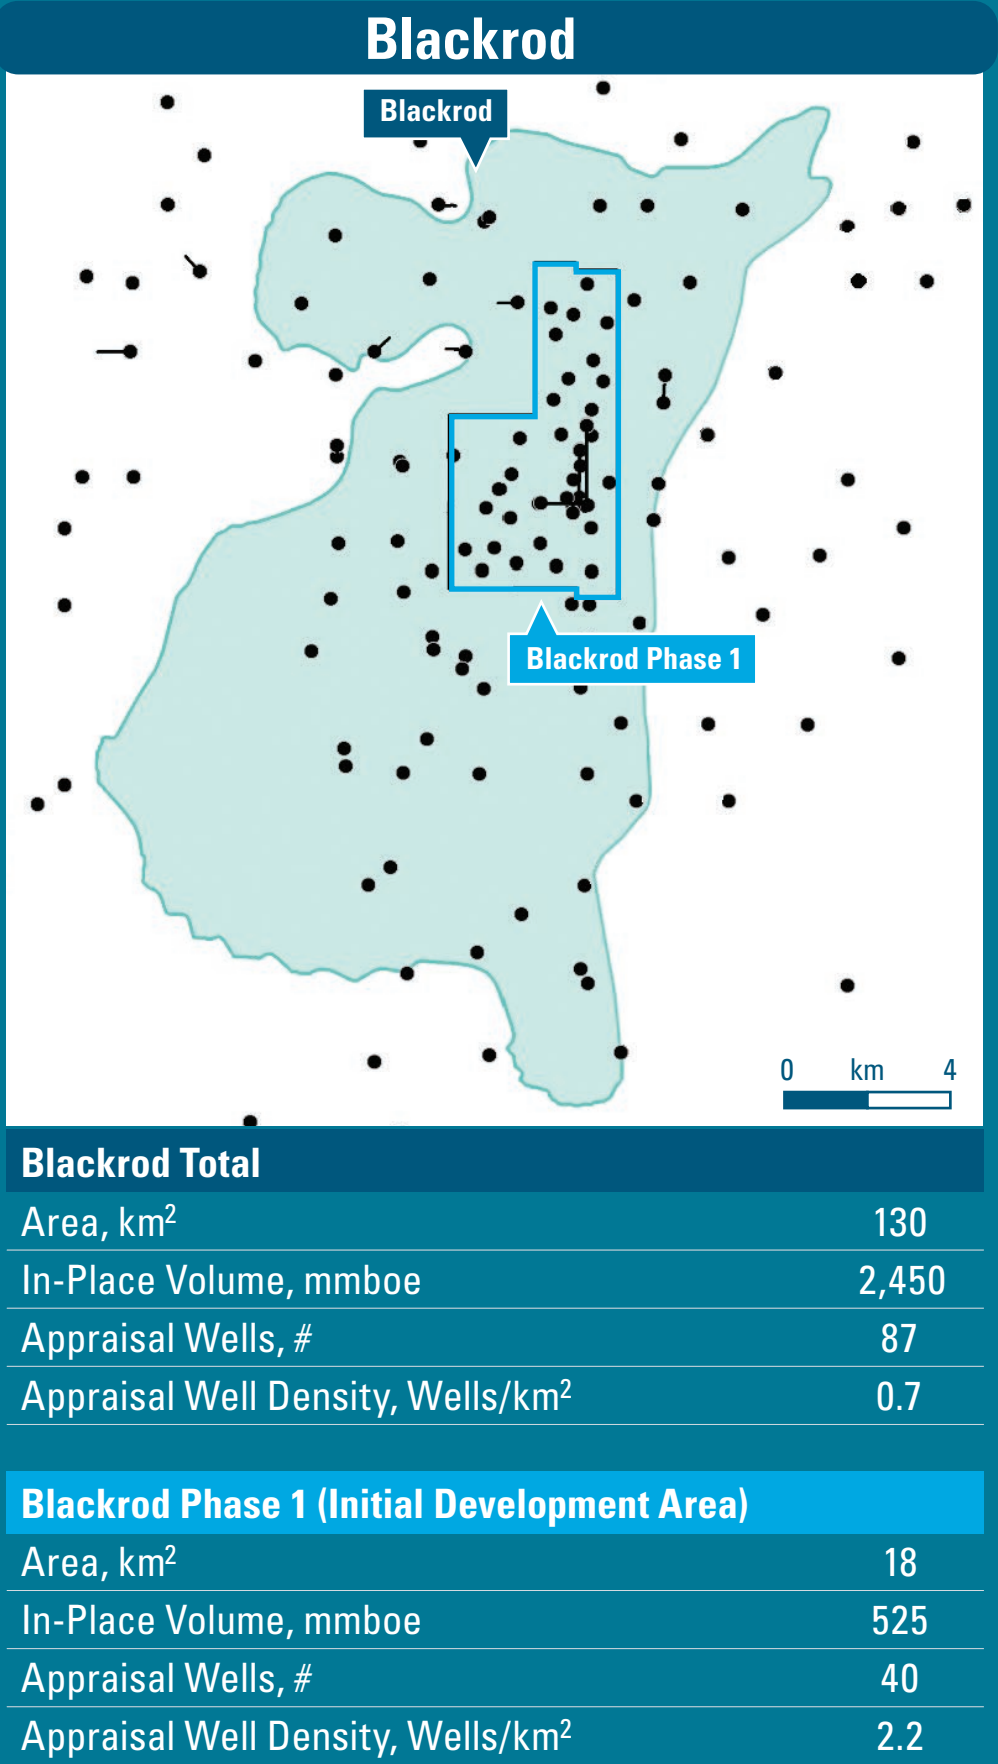 Blackrod
Blackrod
Blackrod Phase 1
0 km 4
Blackrod Total
Area, km² 130
In-Place Volume, mmboe 2,450
Appraisal Wells, # 87
Appraisal Well Density, Wells/km² 0.7
Blackrod Phase 1 (Initial Development Area)
Area, km² 18
In-Place Volume, mmboe 525
Appraisal Wells, # 40
Appraisal Well Density, Wells/km² 2.2